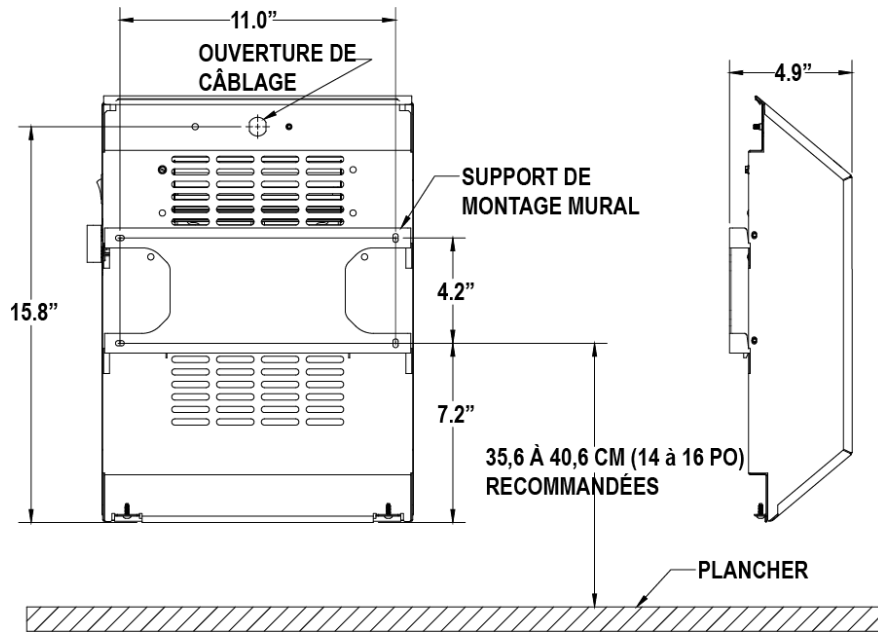 11.0”
OUVERTURE DE
CÂBLAGE
4.9”
SUPPORT DE
MONTAGE MURAL
15.8”
4.2”
7.2”
35,6 À 40,6 CM (14 à 16 PO)
RECOMMANDÉES
PLANCHER